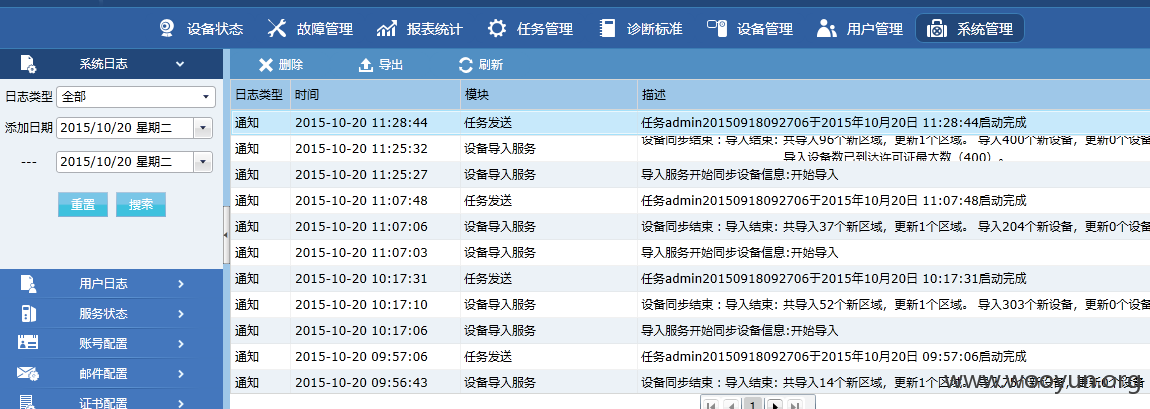 设备状态 故障管理 报表统计 任务管理 诊断标准 设备管理 用户管理 系统管理
系统日志
删除 导出 刷新
日志类型 全部
添加日期 2015/10/20 星期二
--- 2015/10/20 星期二
重置 搜索
用户日志
服务状态
账号配置
邮件配置
证书配置
日志类型 时间 模块 描述
通知 2015-10-20 11:28:44 任务发送 任务admin20150918092706于2015年10月20日 11:28:44启动完成
通知 2015-10-20 11:25:32 设备导入服务 设备同步结束：导入结束: 共导入96个新区域，更新1个区域。 导入400个新设备，更新0个设备
导入设备数已到达许可证最大数（400）。
通知 2015-10-20 11:25:27 设备导入服务 导入服务开始同步设备信息:开始导入
通知 2015-10-20 11:07:48 任务发送 任务admin20150918092706于2015年10月20日 11:07:48启动完成
通知 2015-10-20 11:07:06 设备导入服务 设备同步结束：导入结束: 共导入37个新区域，更新1个区域。 导入204个新设备，更新0个设备
通知 2015-10-20 11:07:03 设备导入服务 导入服务开始同步设备信息:开始导入
通知 2015-10-20 10:17:31 任务发送 任务admin20150918092706于2015年10月20日 10:17:31启动完成
通知 2015-10-20 10:17:10 设备导入服务 设备同步结束：导入结束: 共导入52个新区域，更新1个区域。 导入303个新设备，更新0个设备
通知 2015-10-20 10:17:06 设备导入服务 导入服务开始同步设备信息:开始导入
通知 2015-10-20 09:57:06 任务发送 任务admin20150918092706于2015年10月20日 09:57:06启动完成
通知 2015-10-20 09:56:43 设备导入服务 设备同步结束：导入结束: 共导入14个新区域，更新1个区域。 新设备，更新0个设备
www.wooyun.org
1